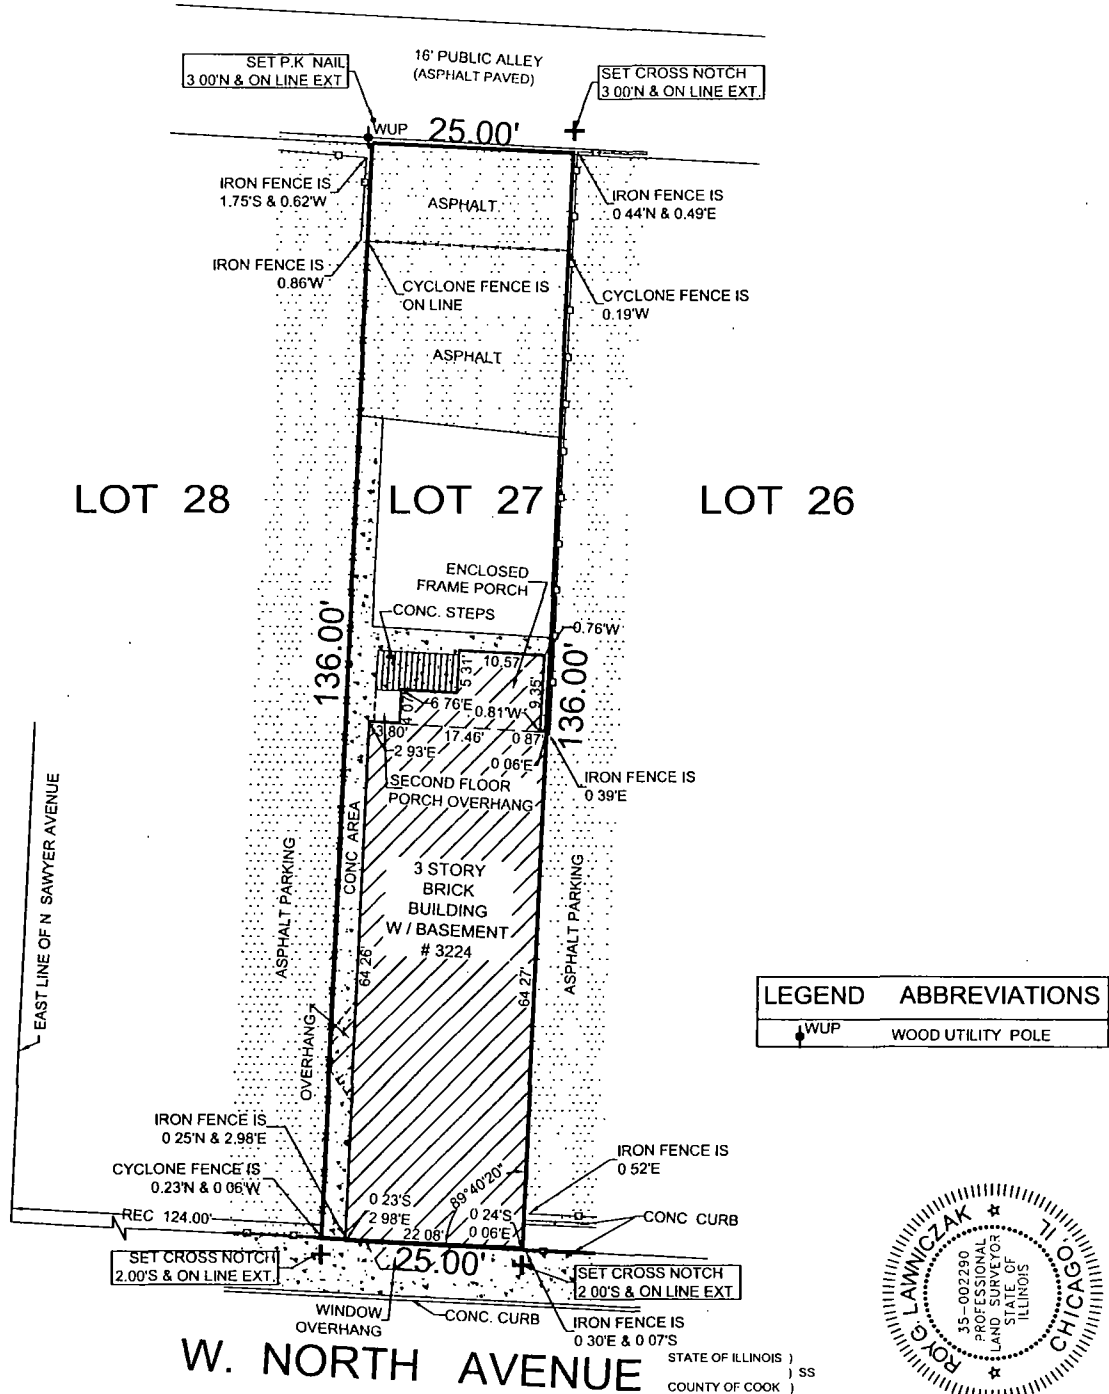 16' PUBLIC ALLEY
(ASPHALT PAVED)
SET P.K NAIL
3 00'N & ON LINE EXT
SET CROSS NOTCH
3 00'N & ON LINE EXT.
WUP
25.00'
IRON FENCE IS
1.75'S & 0.62'W
ASPHALT
IRON FENCE IS
0 44'N & 0.49'E
IRON FENCE IS
0.86'W
CYCLONE FENCE IS
ON LINE
CYCLONE FENCE IS
0.19'W
ASPHALT
LOT 28
LOT 27
LOT 26
ENCLOSED
FRAME PORCH
CONC. STEPS
0.76'W
136.00'
10.57'
5.31'
9.35'
136.00'
6 76'E
0.81'W
4 07'
3.80'
17.46'
0 87'
2 93'E
0 06'E
IRON FENCE IS
0 39'E
SECOND FLOOR
PORCH OVERHANG
EAST LINE OF N SAWYER AVENUE
ASPHALT PARKING
CONC AREA
3 STORY
BRICK
BUILDING
W / BASEMENT
# 3224
ASPHALT PARKING
64 26'
64 27'
LEGEND ABBREVIATIONS
WUP WOOD UTILITY POLE
OVERHANG
IRON FENCE IS
0 25'N & 2.98'E
CYCLONE FENCE IS
0.23'N & 0 06'W
IRON FENCE IS
0 52'E
89°40'20"
REC 124.00'
0 23'S
2 98'E
0 24'S
0 06'E
22 08'
CONC CURB
25.00'
SET CROSS NOTCH
2.00'S & ON LINE EXT.
SET CROSS NOTCH
2 00'S & ON LINE EXT
WINDOW
OVERHANG
CONC. CURB
IRON FENCE IS
0 30'E & 0 07'S
W. NORTH AVENUE
STATE OF ILLINOIS )
) SS
COUNTY OF COOK )
ROY G. LAWNICZAK
35-002290
PROFESSIONAL
LAND SURVEYOR
STATE OF
ILLINOIS
CHICAGO IL